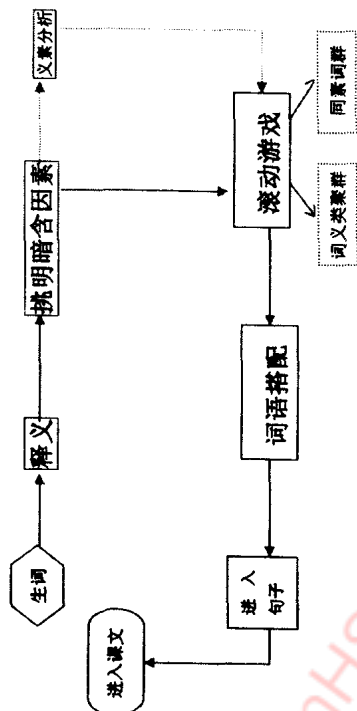 生词
释义
挑明暗含因素
义素分析
滚动游戏
同素词群
词义类聚群
词语搭配
进入
句子
进入课文